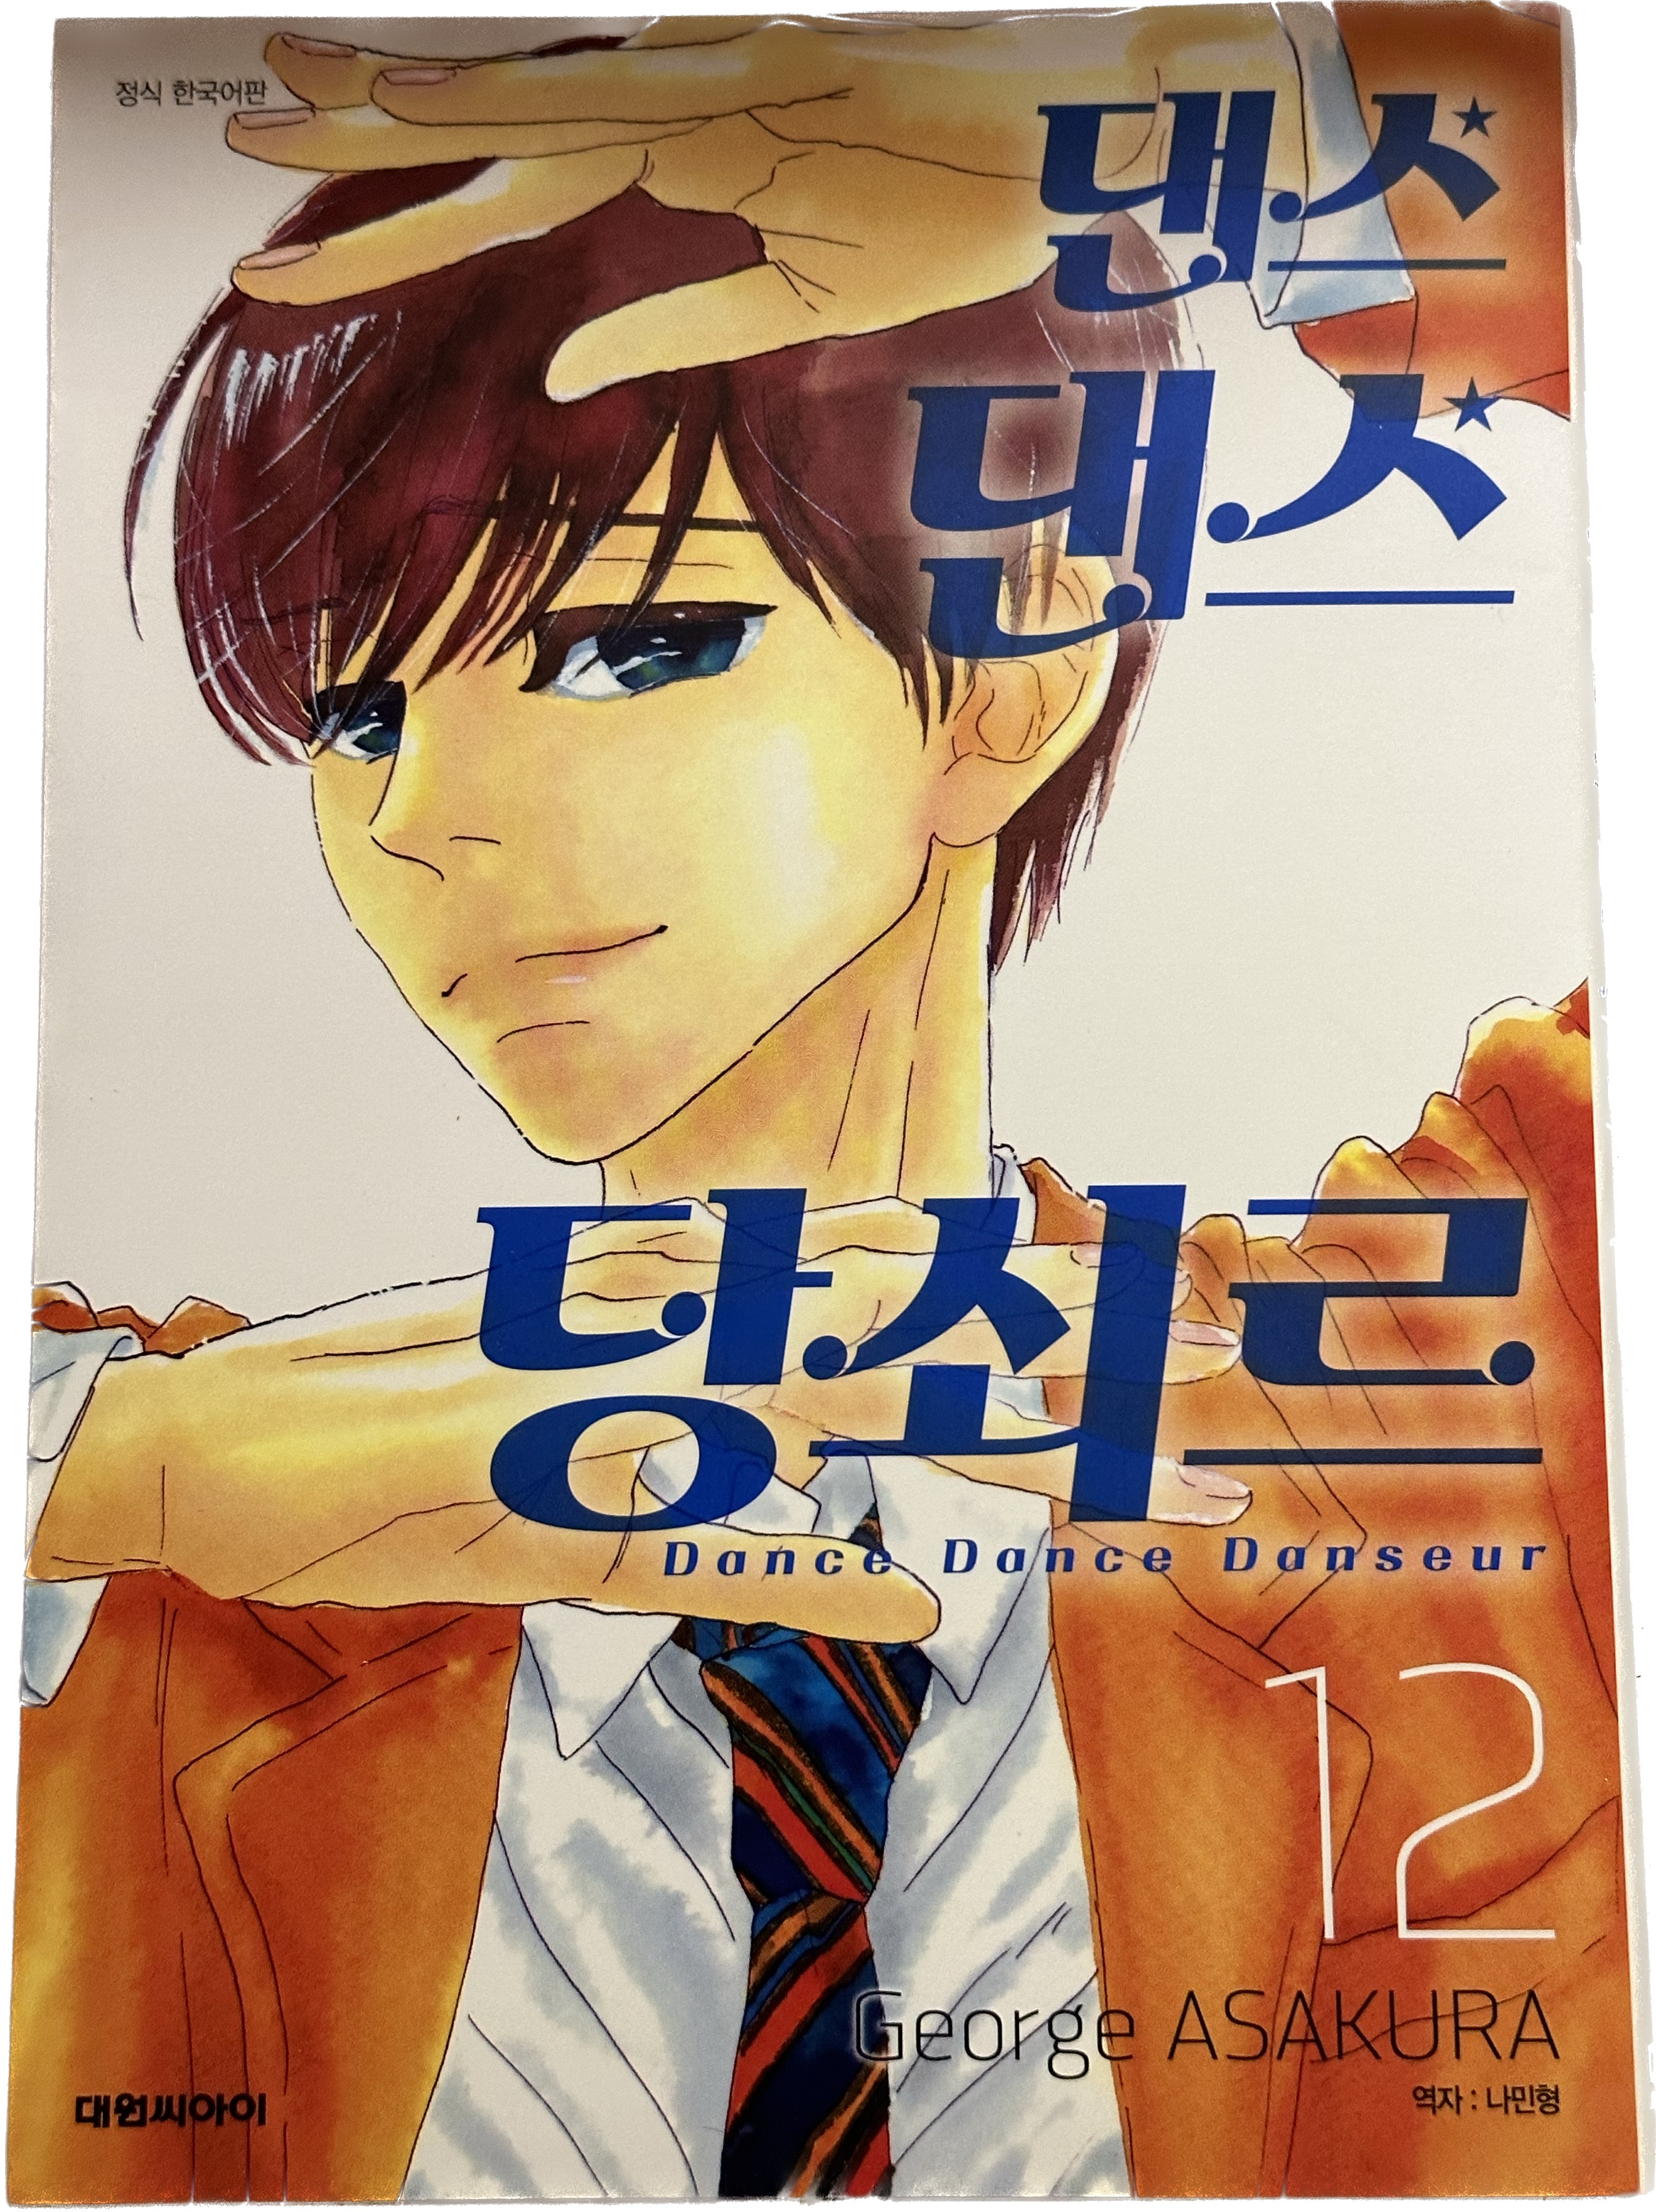 정식 한국어판
댄스
댄스
당쇠르
Dance Dance Danseur
12
George ASAKURA
역자 : 나민형
대원씨아이